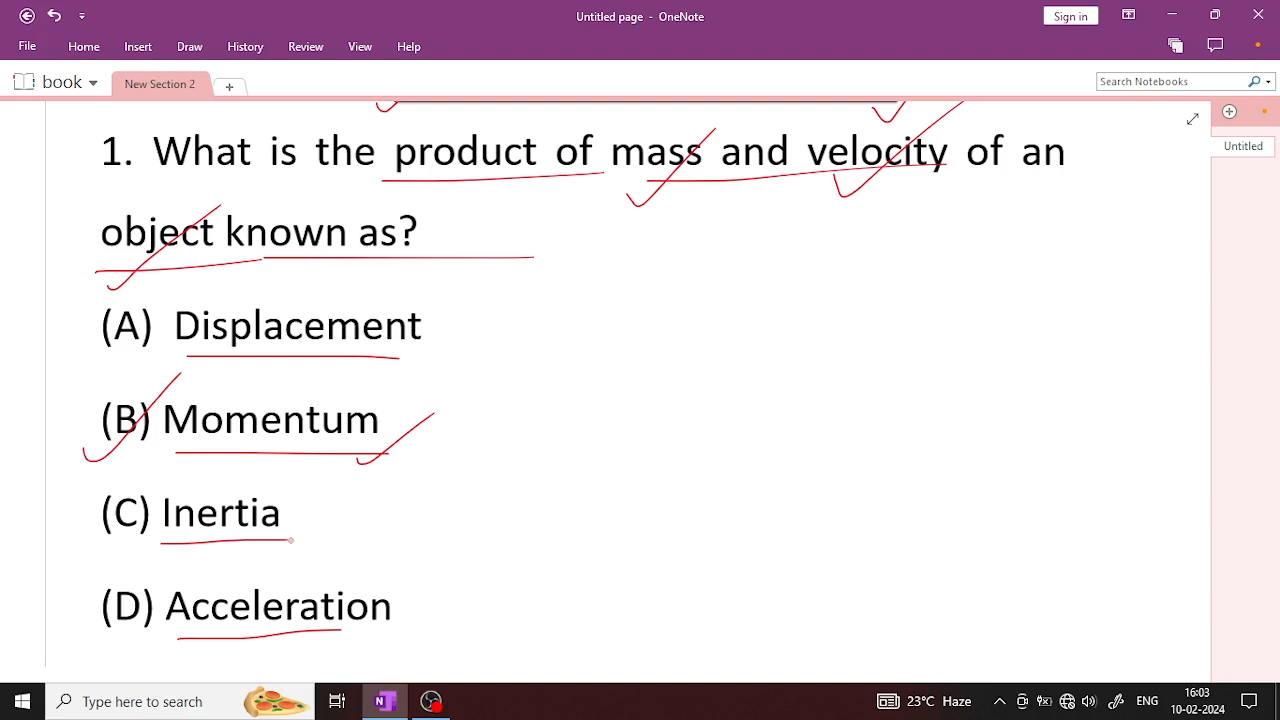 Untitled page - OneNote
Sign in
File Home Insert Draw History Review View Help
book New Section 2
Search Notebooks
Untitled
1. What is the product of mass and velocity of an
object known as?
(A) Displacement
(B) Momentum
(C) Inertia
(D) Acceleration
Type here to search
23°C Haze
ENG
16:03
10-02-2024